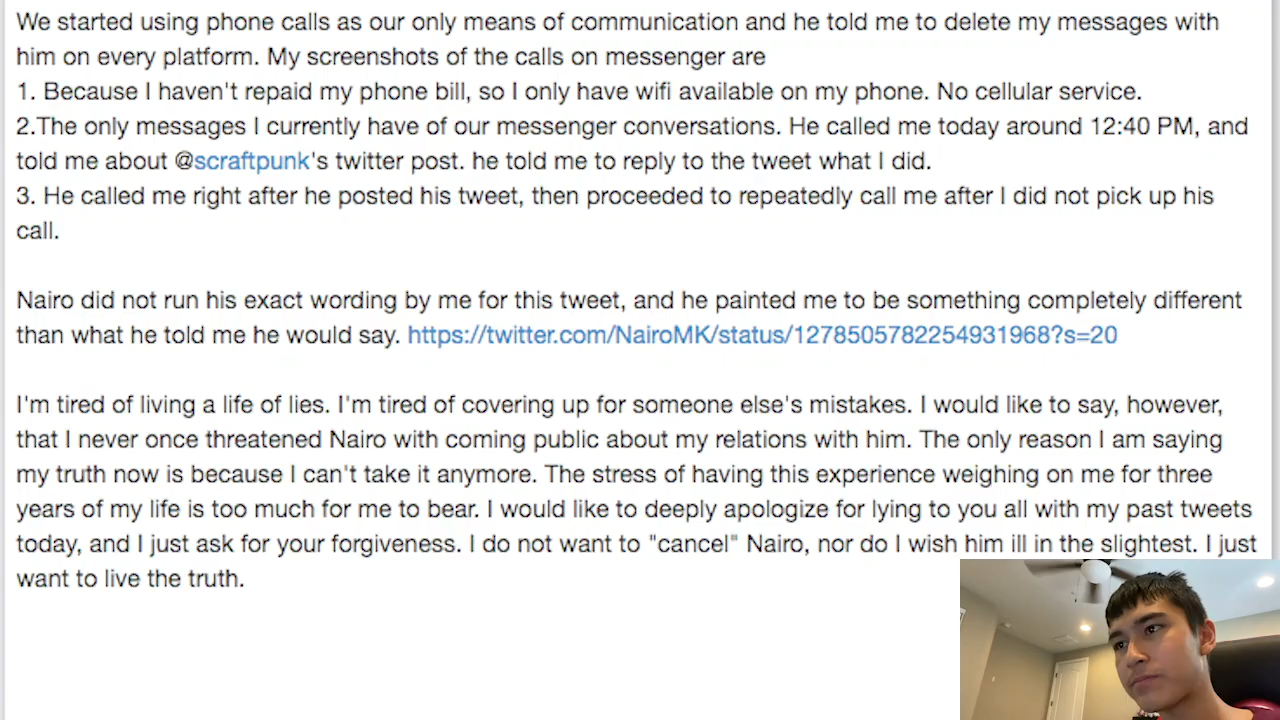 We started using phone calls as our only means of communication and he told me to delete my messages with
him on every platform. My screenshots of the calls on messenger are
1. Because I haven't repaid my phone bill, so I only have wifi available on my phone. No cellular service.
2.The only messages I currently have of our messenger conversations. He called me today around 12:40 PM, and
told me about @scraftpunk's twitter post. he told me to reply to the tweet what I did.
3. He called me right after he posted his tweet, then proceeded to repeatedly call me after I did not pick up his
call.
Nairo did not run his exact wording by me for this tweet, and he painted me to be something completely different
than what he told me he would say. https://twitter.com/NairoMK/status/1278505782254931968?s=20
I'm tired of living a life of lies. I'm tired of covering up for someone else's mistakes. I would like to say, however,
that I never once threatened Nairo with coming public about my relations with him. The only reason I am saying
my truth now is because I can't take it anymore. The stress of having this experience weighing on me for three
years of my life is too much for me to bear. I would like to deeply apologize for lying to you all with my past tweets
today, and I just ask for your forgiveness. I do not want to "cancel" Nairo, nor do I wish him ill in the slightest. I just
want to live the truth.